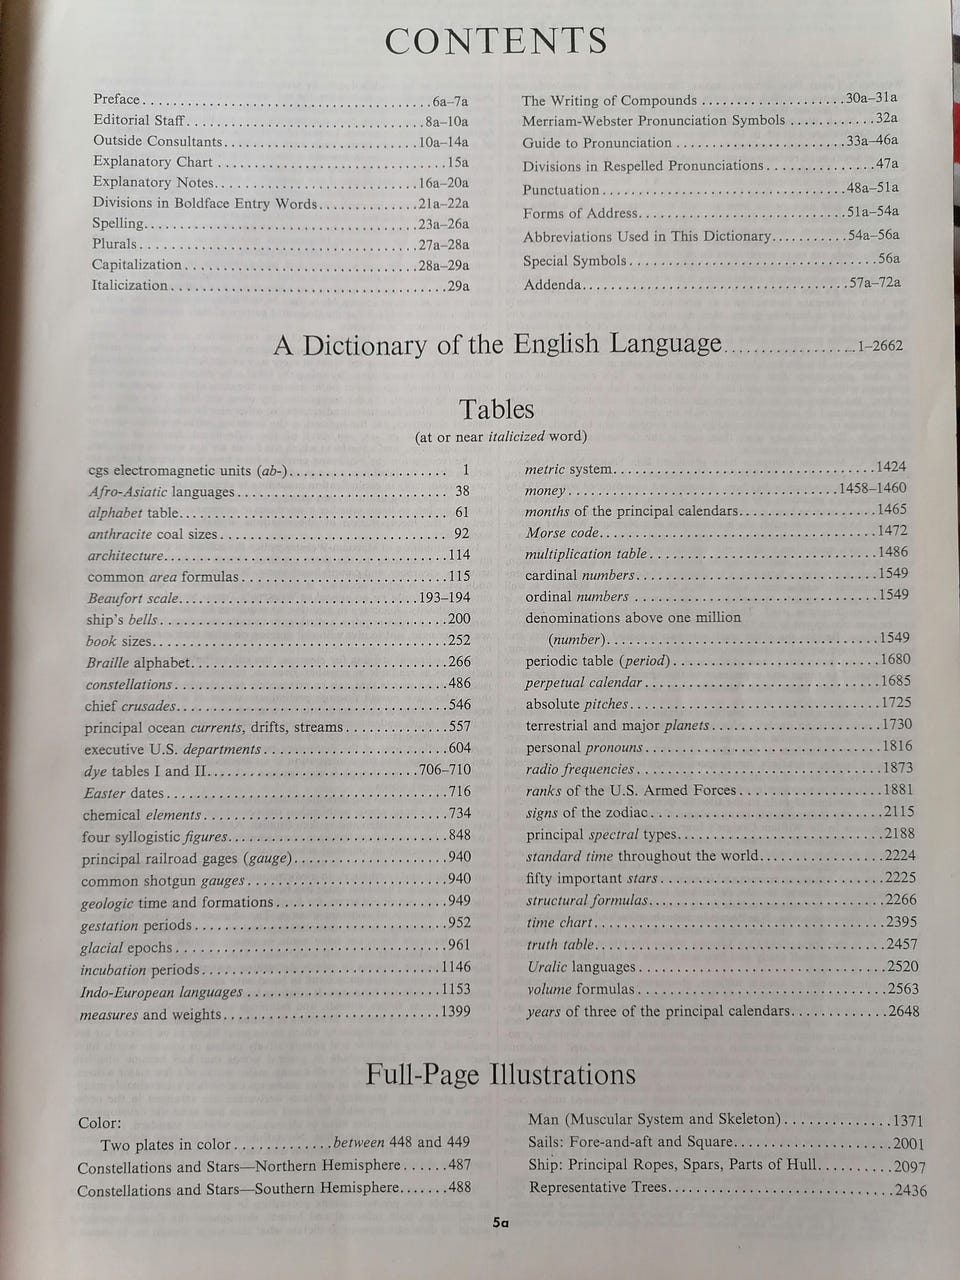 CONTENTS
Preface................................6a–7a
Editorial Staff..........................8a–10a
Outside Consultants.....................10a–14a
Explanatory Chart.........................15a
Explanatory Notes......................16a–20a
Divisions in Boldface Entry Words.............21a–22a
Spelling..............................23a–26a
Plurals...............................27a–28a
Capitalization.........................28a–29a
Italicization..............................29a
The Writing of Compounds...................30a–31a
Merriam-Webster Pronunciation Symbols............32a
Guide to Pronunciation......................33a–46a
Divisions in Respelled Pronunciations...............47a
Punctuation..............................48a–51a
Forms of Address..........................51a–54a
Abbreviations Used in This Dictionary..........54a–56a
Special Symbols..............................56a
Addenda................................57a–72a
A Dictionary of the English Language..................1–2662
Tables
(at or near italicized word)
cgs electromagnetic units (ab-)..................... 1
Afro-Asiatic languages........................... 38
alphabet table.................................. 61
anthracite coal sizes............................. 92
architecture....................................114
common area formulas..........................115
Beaufort scale..............................193–194
ship's bells....................................200
book sizes.....................................252
Braille alphabet.................................266
constellations...................................486
chief crusades...................................546
principal ocean currents, drifts, streams.............557
executive U.S. departments........................604
dye tables I and II...........................706–710
Easter dates....................................716
chemical elements................................734
four syllogistic figures............................848
principal railroad gages (gauge)....................940
common shotgun gauges..........................940
geologic time and formations......................949
gestation periods.................................952
glacial epochs...................................961
incubation periods..............................1146
Indo-European languages.........................1153
measures and weights............................1399
metric system.................................1424
money...................................1458–1460
months of the principal calendars.................1465
Morse code...................................1472
multiplication table.............................1486
cardinal numbers...............................1549
ordinal numbers...............................1549
denominations above one million
(number)...................................1549
periodic table (period)..........................1680
perpetual calendar..............................1685
absolute pitches................................1725
terrestrial and major planets.....................1730
personal pronouns..............................1816
radio frequencies...............................1873
ranks of the U.S. Armed Forces..................1881
signs of the zodiac..............................2115
principal spectral types..........................2188
standard time throughout the world...............2224
fifty important stars............................2225
structural formulas.............................2266
time chart....................................2395
truth table....................................2457
Uralic languages...............................2520
volume formulas...............................2563
years of three of the principal calendars............2648
Full-Page Illustrations
Color:
Two plates in color............between 448 and 449
Constellations and Stars—Northern Hemisphere......487
Constellations and Stars—Southern Hemisphere.......488
Man (Muscular System and Skeleton)..............1371
Sails: Fore-and-aft and Square....................2001
Ship: Principal Ropes, Spars, Parts of Hull..........2097
Representative Trees.............................2436
5a